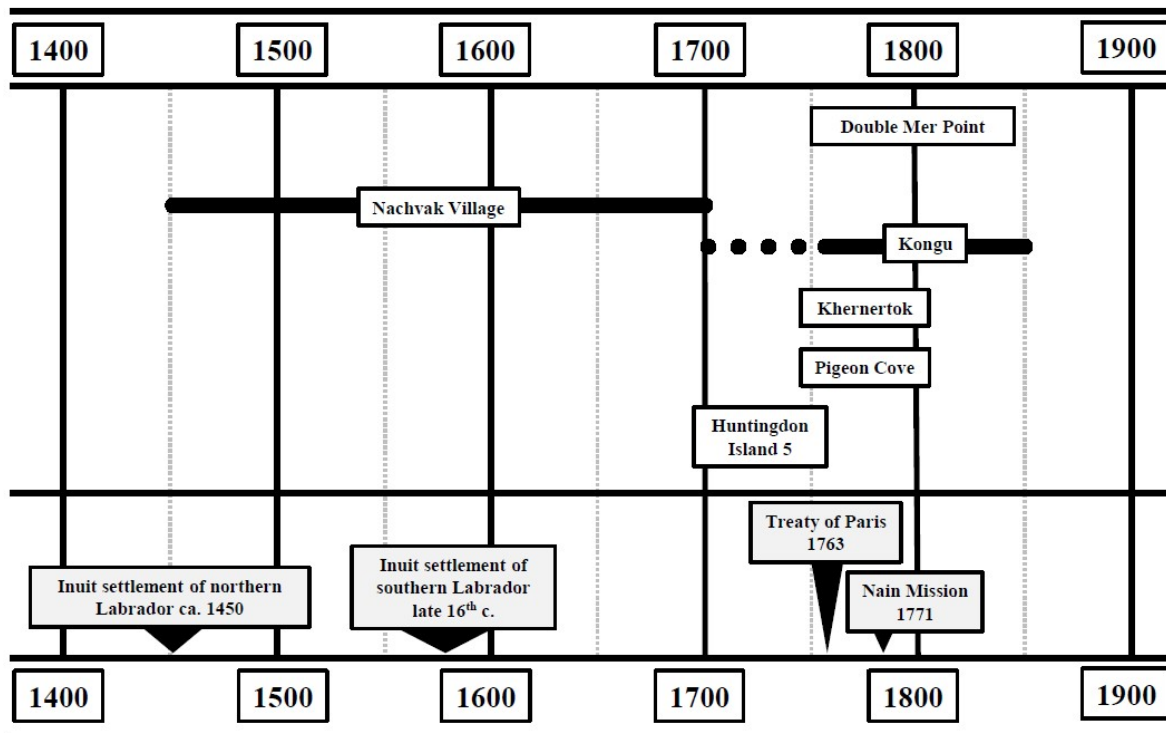 1400 1500 1600 1700 1800 1900
Double Mer Point
Nachvak Village
Kongu
Khernertok
Pigeon Cove
Huntingdon
Island 5
Treaty of Paris
1763
Inuit settlement of
southern Labrador
late 16th c.
Inuit settlement of northern
Labrador ca. 1450
Nain Mission
1771
1400 1500 1600 1700 1800 1900